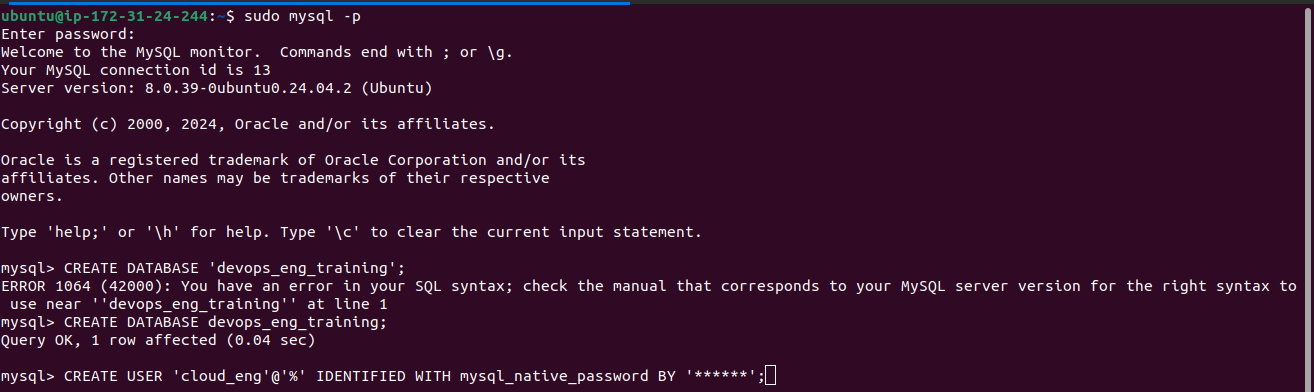 ubuntu@ip-172-31-24-244:~$ sudo mysql -p
Enter password:
Welcome to the MySQL monitor.  Commands end with ; or \g.
Your MySQL connection id is 13
Server version: 8.0.39-0ubuntu0.24.04.2 (Ubuntu)
Copyright (c) 2000, 2024, Oracle and/or its affiliates.
Oracle is a registered trademark of Oracle Corporation and/or its
affiliates. Other names may be trademarks of their respective
owners.
Type 'help;' or '\h' for help. Type '\c' to clear the current input statement.
mysql> CREATE DATABASE 'devops_eng_training';
ERROR 1064 (42000): You have an error in your SQL syntax; check the manual that corresponds to your MySQL server version for the right syntax to
 use near ''devops_eng_training'' at line 1
mysql> CREATE DATABASE devops_eng_training;
Query OK, 1 row affected (0.04 sec)
mysql> CREATE USER 'cloud_eng'@'%' IDENTIFIED WITH mysql_native_password BY '******';